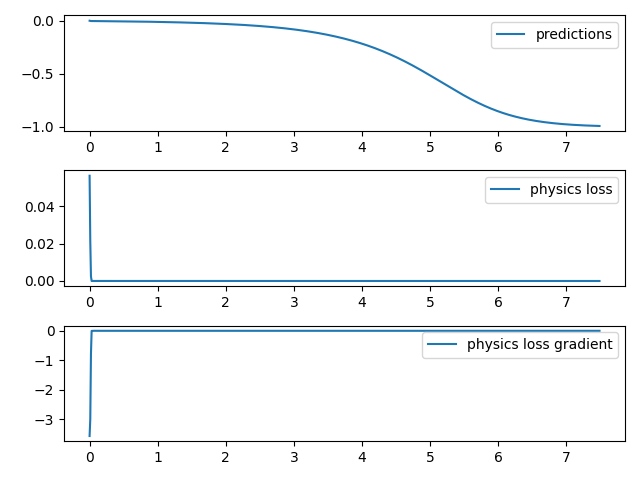 0.0
−0.5
−1.0
predictions
0 1 2 3 4 5 6 7
0.04
0.02
0.00
physics loss
0 1 2 3 4 5 6 7
0
−1
−2
−3
physics loss gradient
0 1 2 3 4 5 6 7